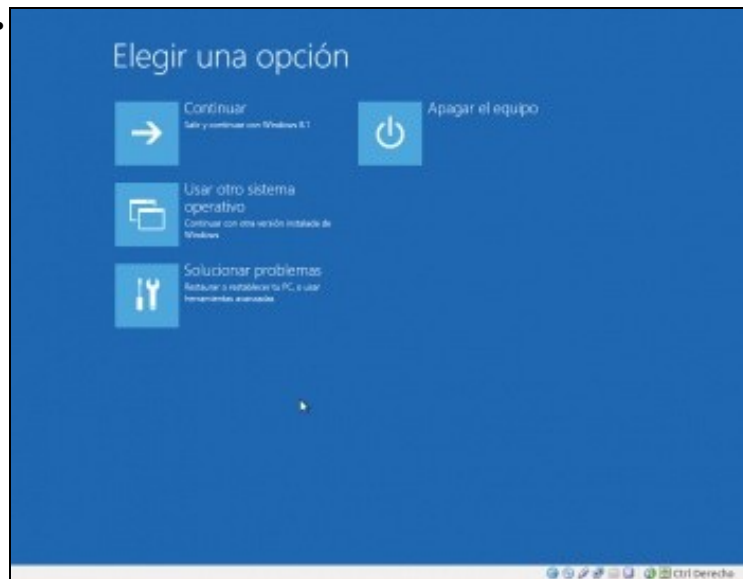 Elegir una opción
Continuar
Salir y continuar con Windows 8.1
Usar otro sistema
operativo
Continuar con otra versión instalada de
Windows
Solucionar problemas
Restaurar o restablecer tu PC, o usar
herramientas avanzadas
Apagar el equipo
Ctrl Derecho